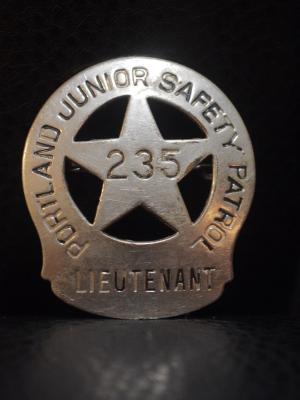 PORTLAND JUNIOR SAFETY PATROL
235
LIEUTENANT